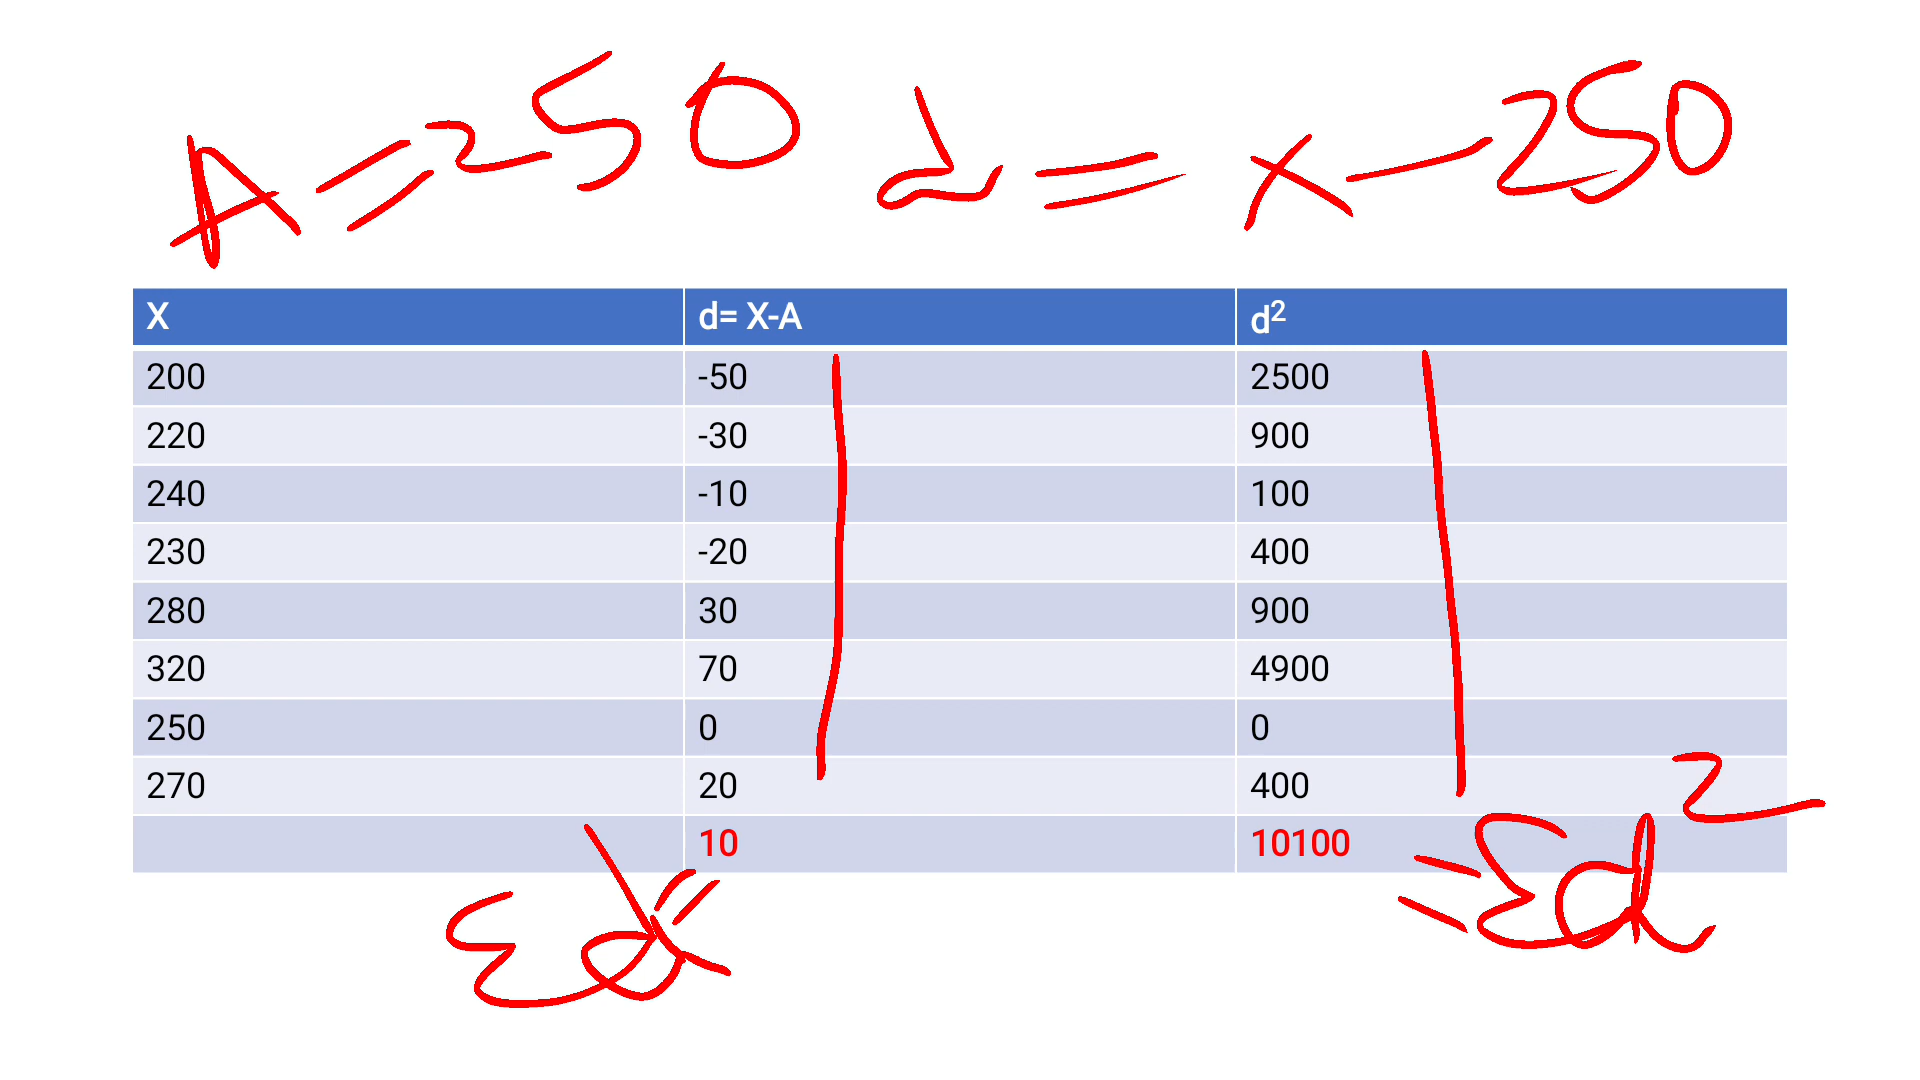 A = 250 d = x - 250
X d= X-A d²
200 -50 2500
220 -30 900
240 -10 100
230 -20 400
280 30 900
320 70 4900
250 0 0
270 20 400
10 10100
Σd = = Σd²